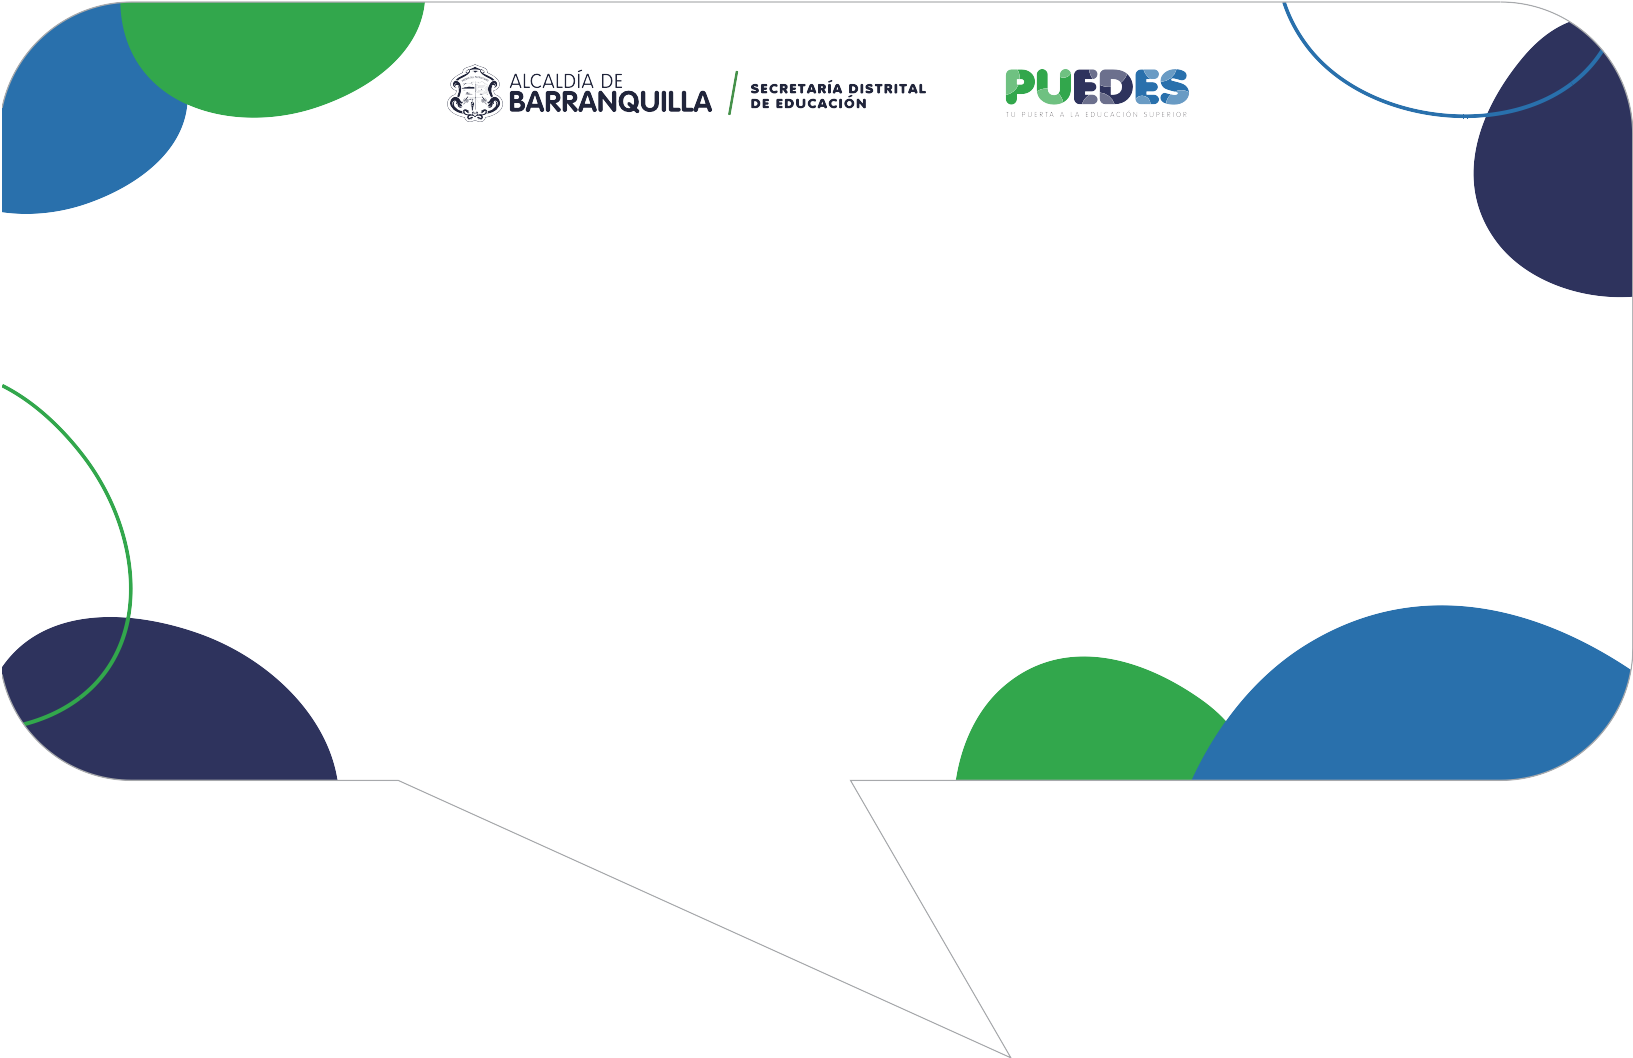 ALCALDÍA DE
BARRANQUILLA
SECRETARÍA DISTRITAL
DE EDUCACIÓN
PUEDES
TU PUERTA A LA EDUCACIÓN SUPERIOR